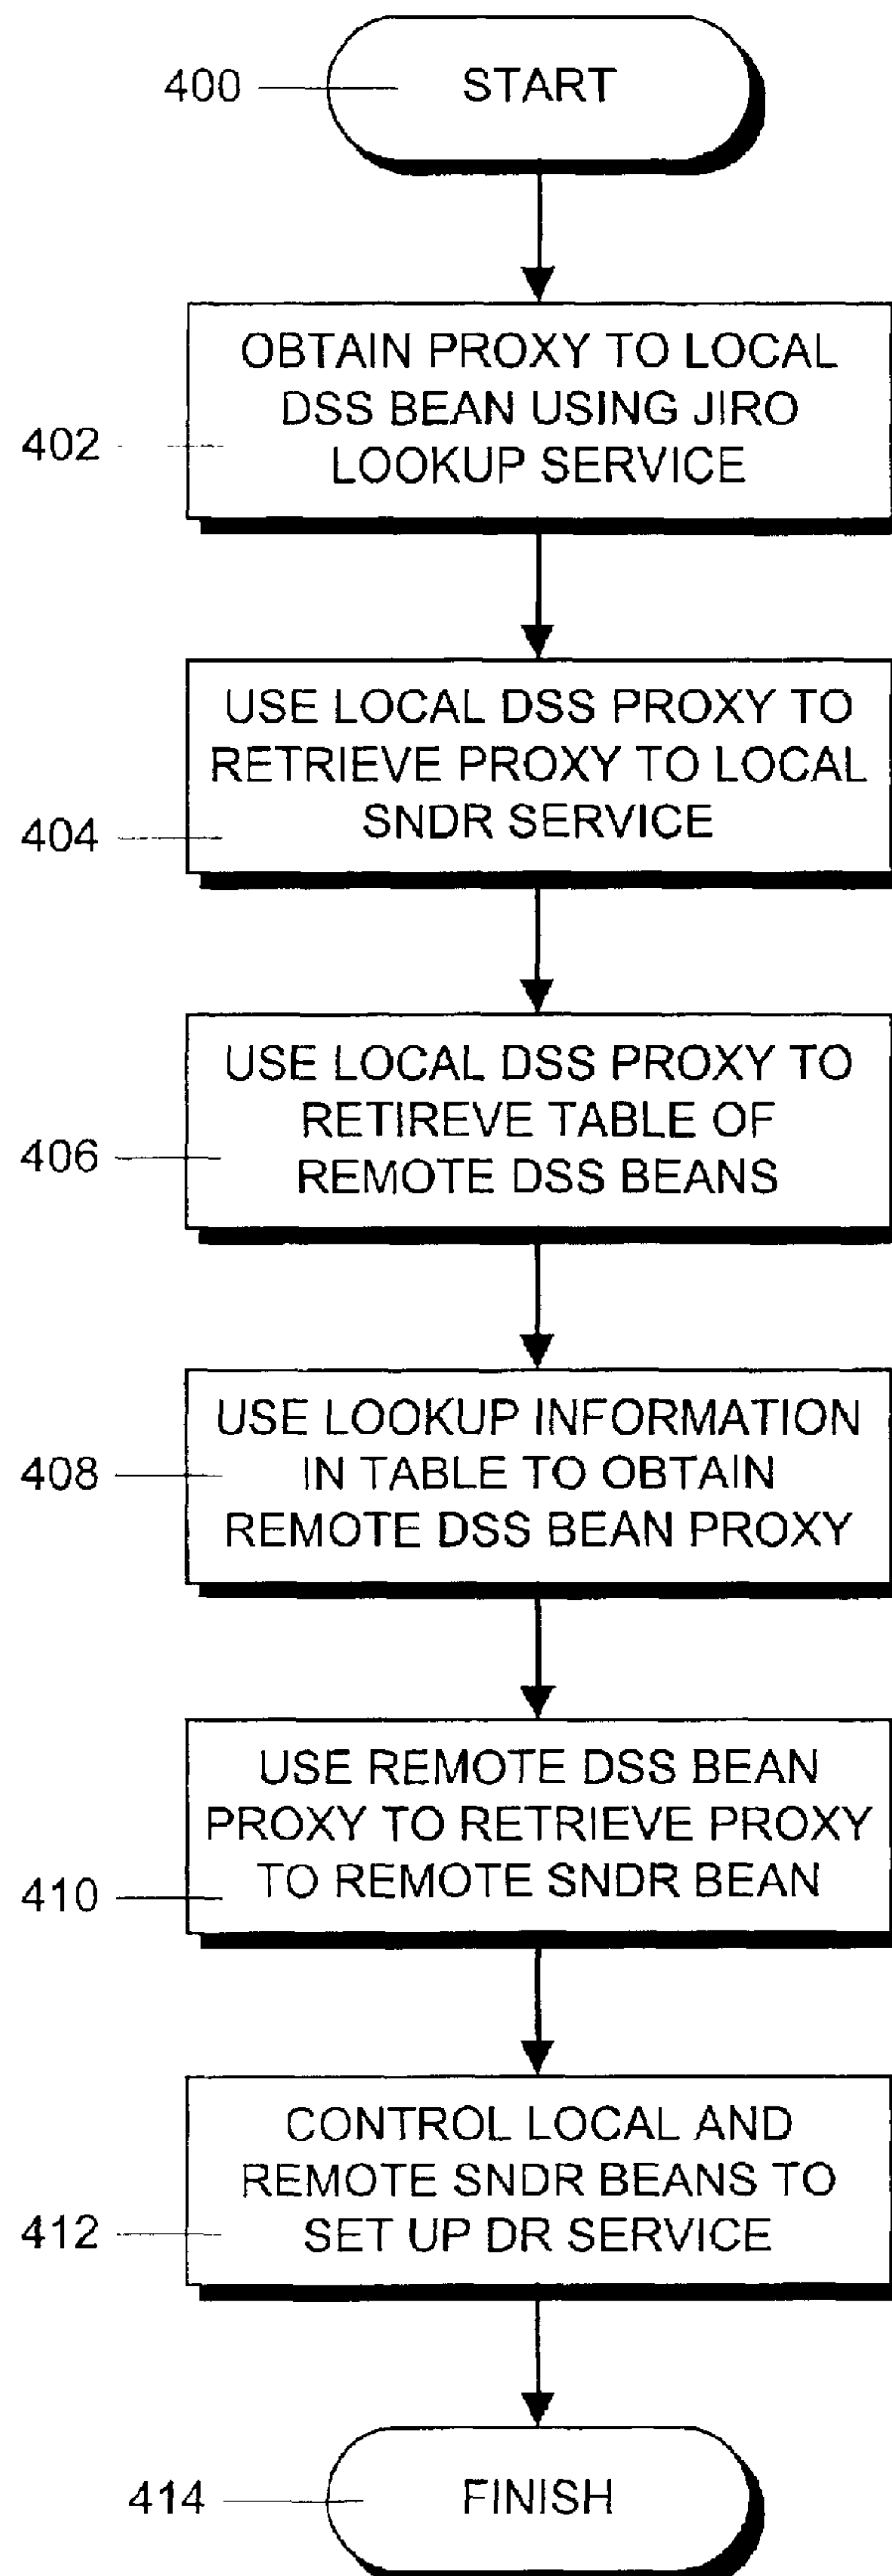 400
START
OBTAIN PROXY TO LOCAL
DSS BEAN USING JIRO
LOOKUP SERVICE
402
USE LOCAL DSS PROXY TO
RETRIEVE PROXY TO LOCAL
SNDR SERVICE
404
USE LOCAL DSS PROXY TO
RETIREVE TABLE OF
REMOTE DSS BEANS
406
USE LOOKUP INFORMATION
IN TABLE TO OBTAIN
REMOTE DSS BEAN PROXY
408
USE REMOTE DSS BEAN
PROXY TO RETRIEVE PROXY
TO REMOTE SNDR BEAN
410
CONTROL LOCAL AND
REMOTE SNDR BEANS TO
SET UP DR SERVICE
412
FINISH
414